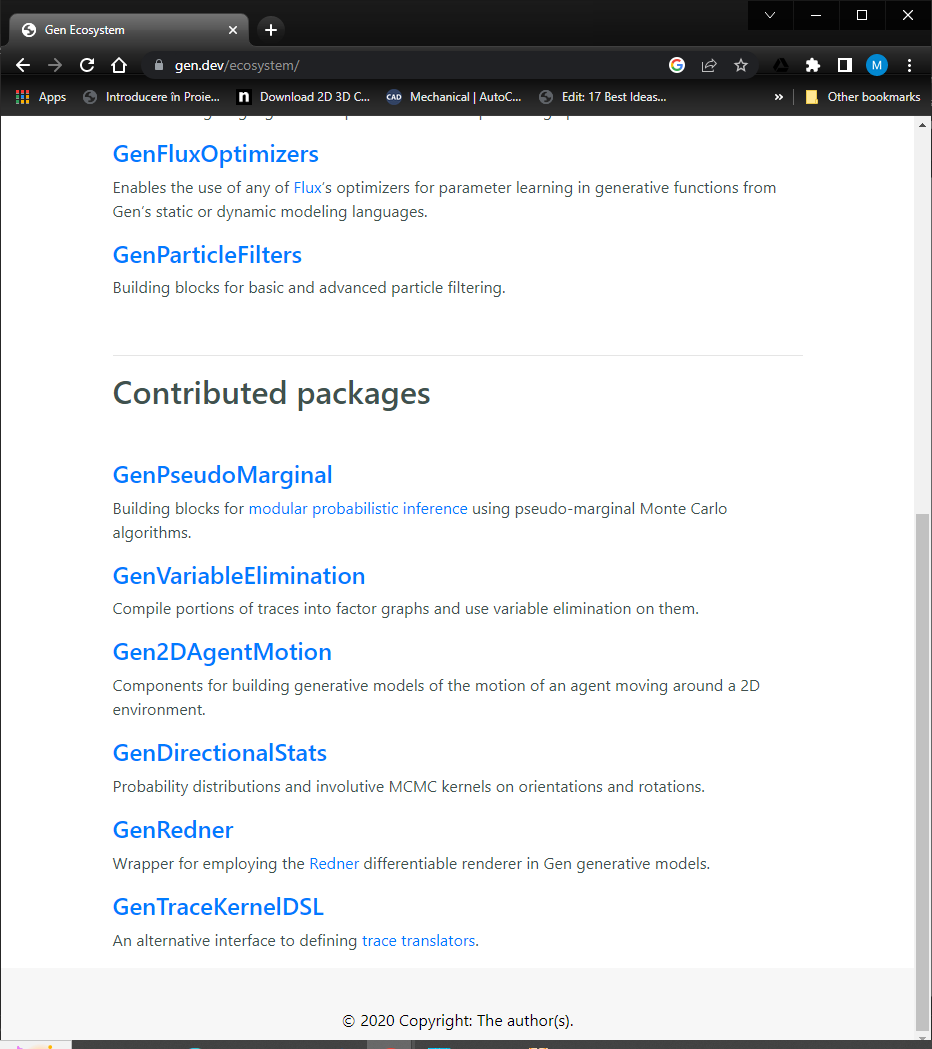 Gen Ecosystem
gen.dev/ecosystem/
M
Apps
Introducere în Proie...
n
Download 2D 3D C...
CAD
Mechanical | AutoC...
Edit: 17 Best Ideas...
»
Other bookmarks
GenFluxOptimizers
Enables the use of any of Flux's optimizers for parameter learning in generative functions from
Gen's static or dynamic modeling languages.
GenParticleFilters
Building blocks for basic and advanced particle filtering.
Contributed packages
GenPseudoMarginal
Building blocks for modular probabilistic inference using pseudo-marginal Monte Carlo
algorithms.
GenVariableElimination
Compile portions of traces into factor graphs and use variable elimination on them.
Gen2DAgentMotion
Components for building generative models of the motion of an agent moving around a 2D
environment.
GenDirectionalStats
Probability distributions and involutive MCMC kernels on orientations and rotations.
GenRedner
Wrapper for employing the Redner differentiable renderer in Gen generative models.
GenTraceKernelDSL
An alternative interface to defining trace translators.
© 2020 Copyright: The author(s).